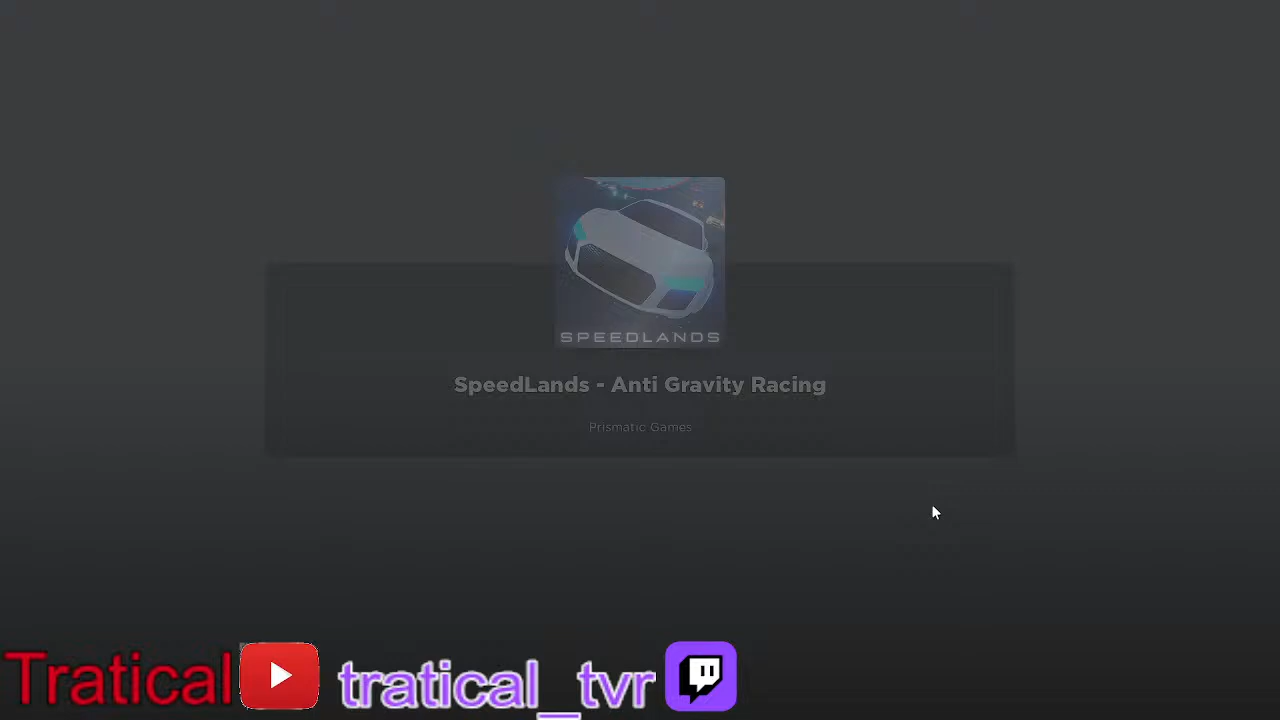 SPEEDLANDS
SpeedLands - Anti Gravity Racing
Prismatic Games
Tratical tratical_tvr